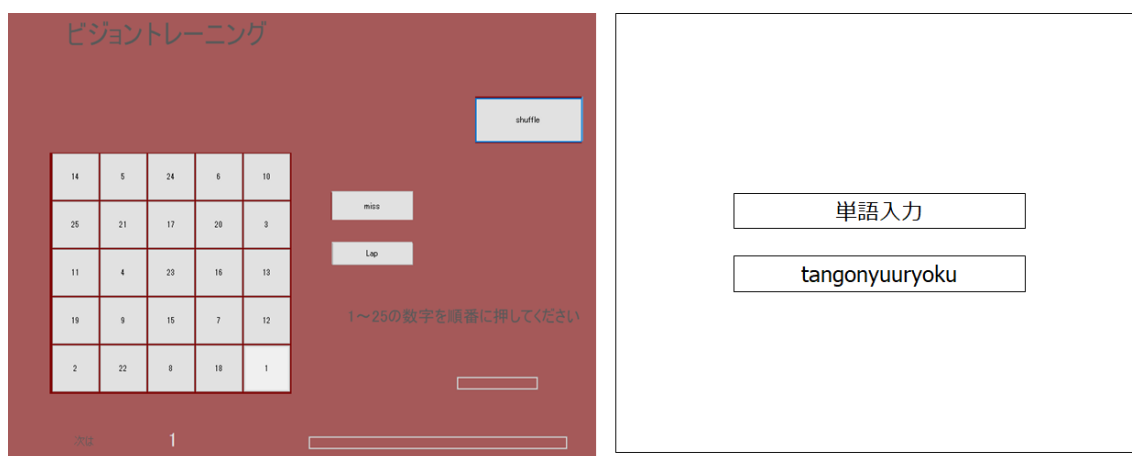 ビジョントレーニング
shuffle
14 5 24 6 10
25 21 17 20 3
11 4 23 16 13
19 9 15 7 12
2 22 8 18 1
miss
Lap
1～25の数字を順番に押してください
次は 1
単語入力
tangonyuuryoku